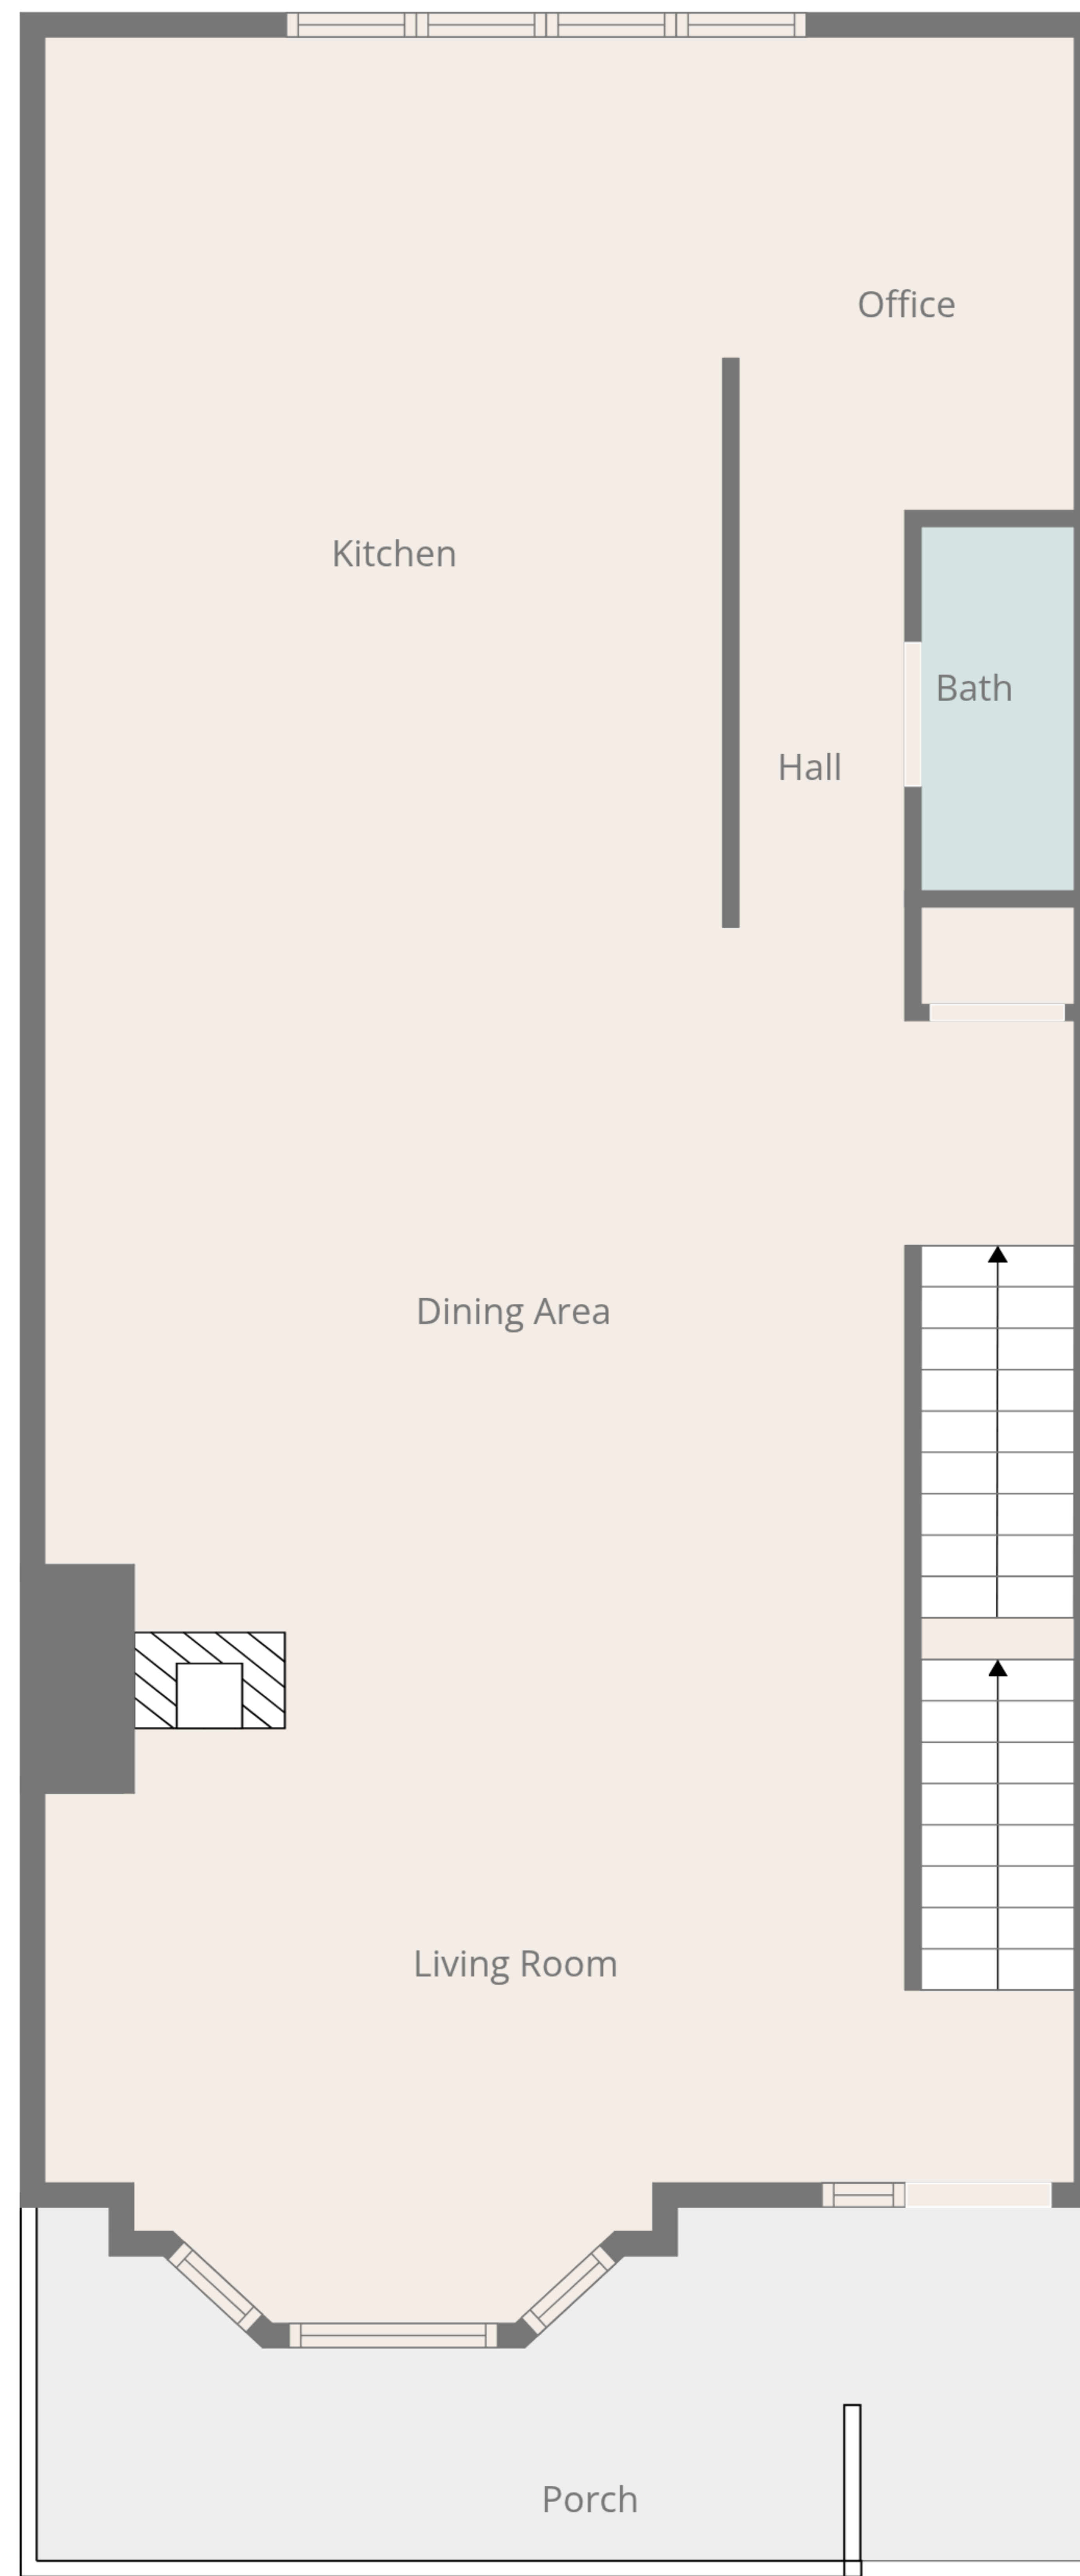 Office
Kitchen
Bath
Hall
Dining Area
Living Room
Porch